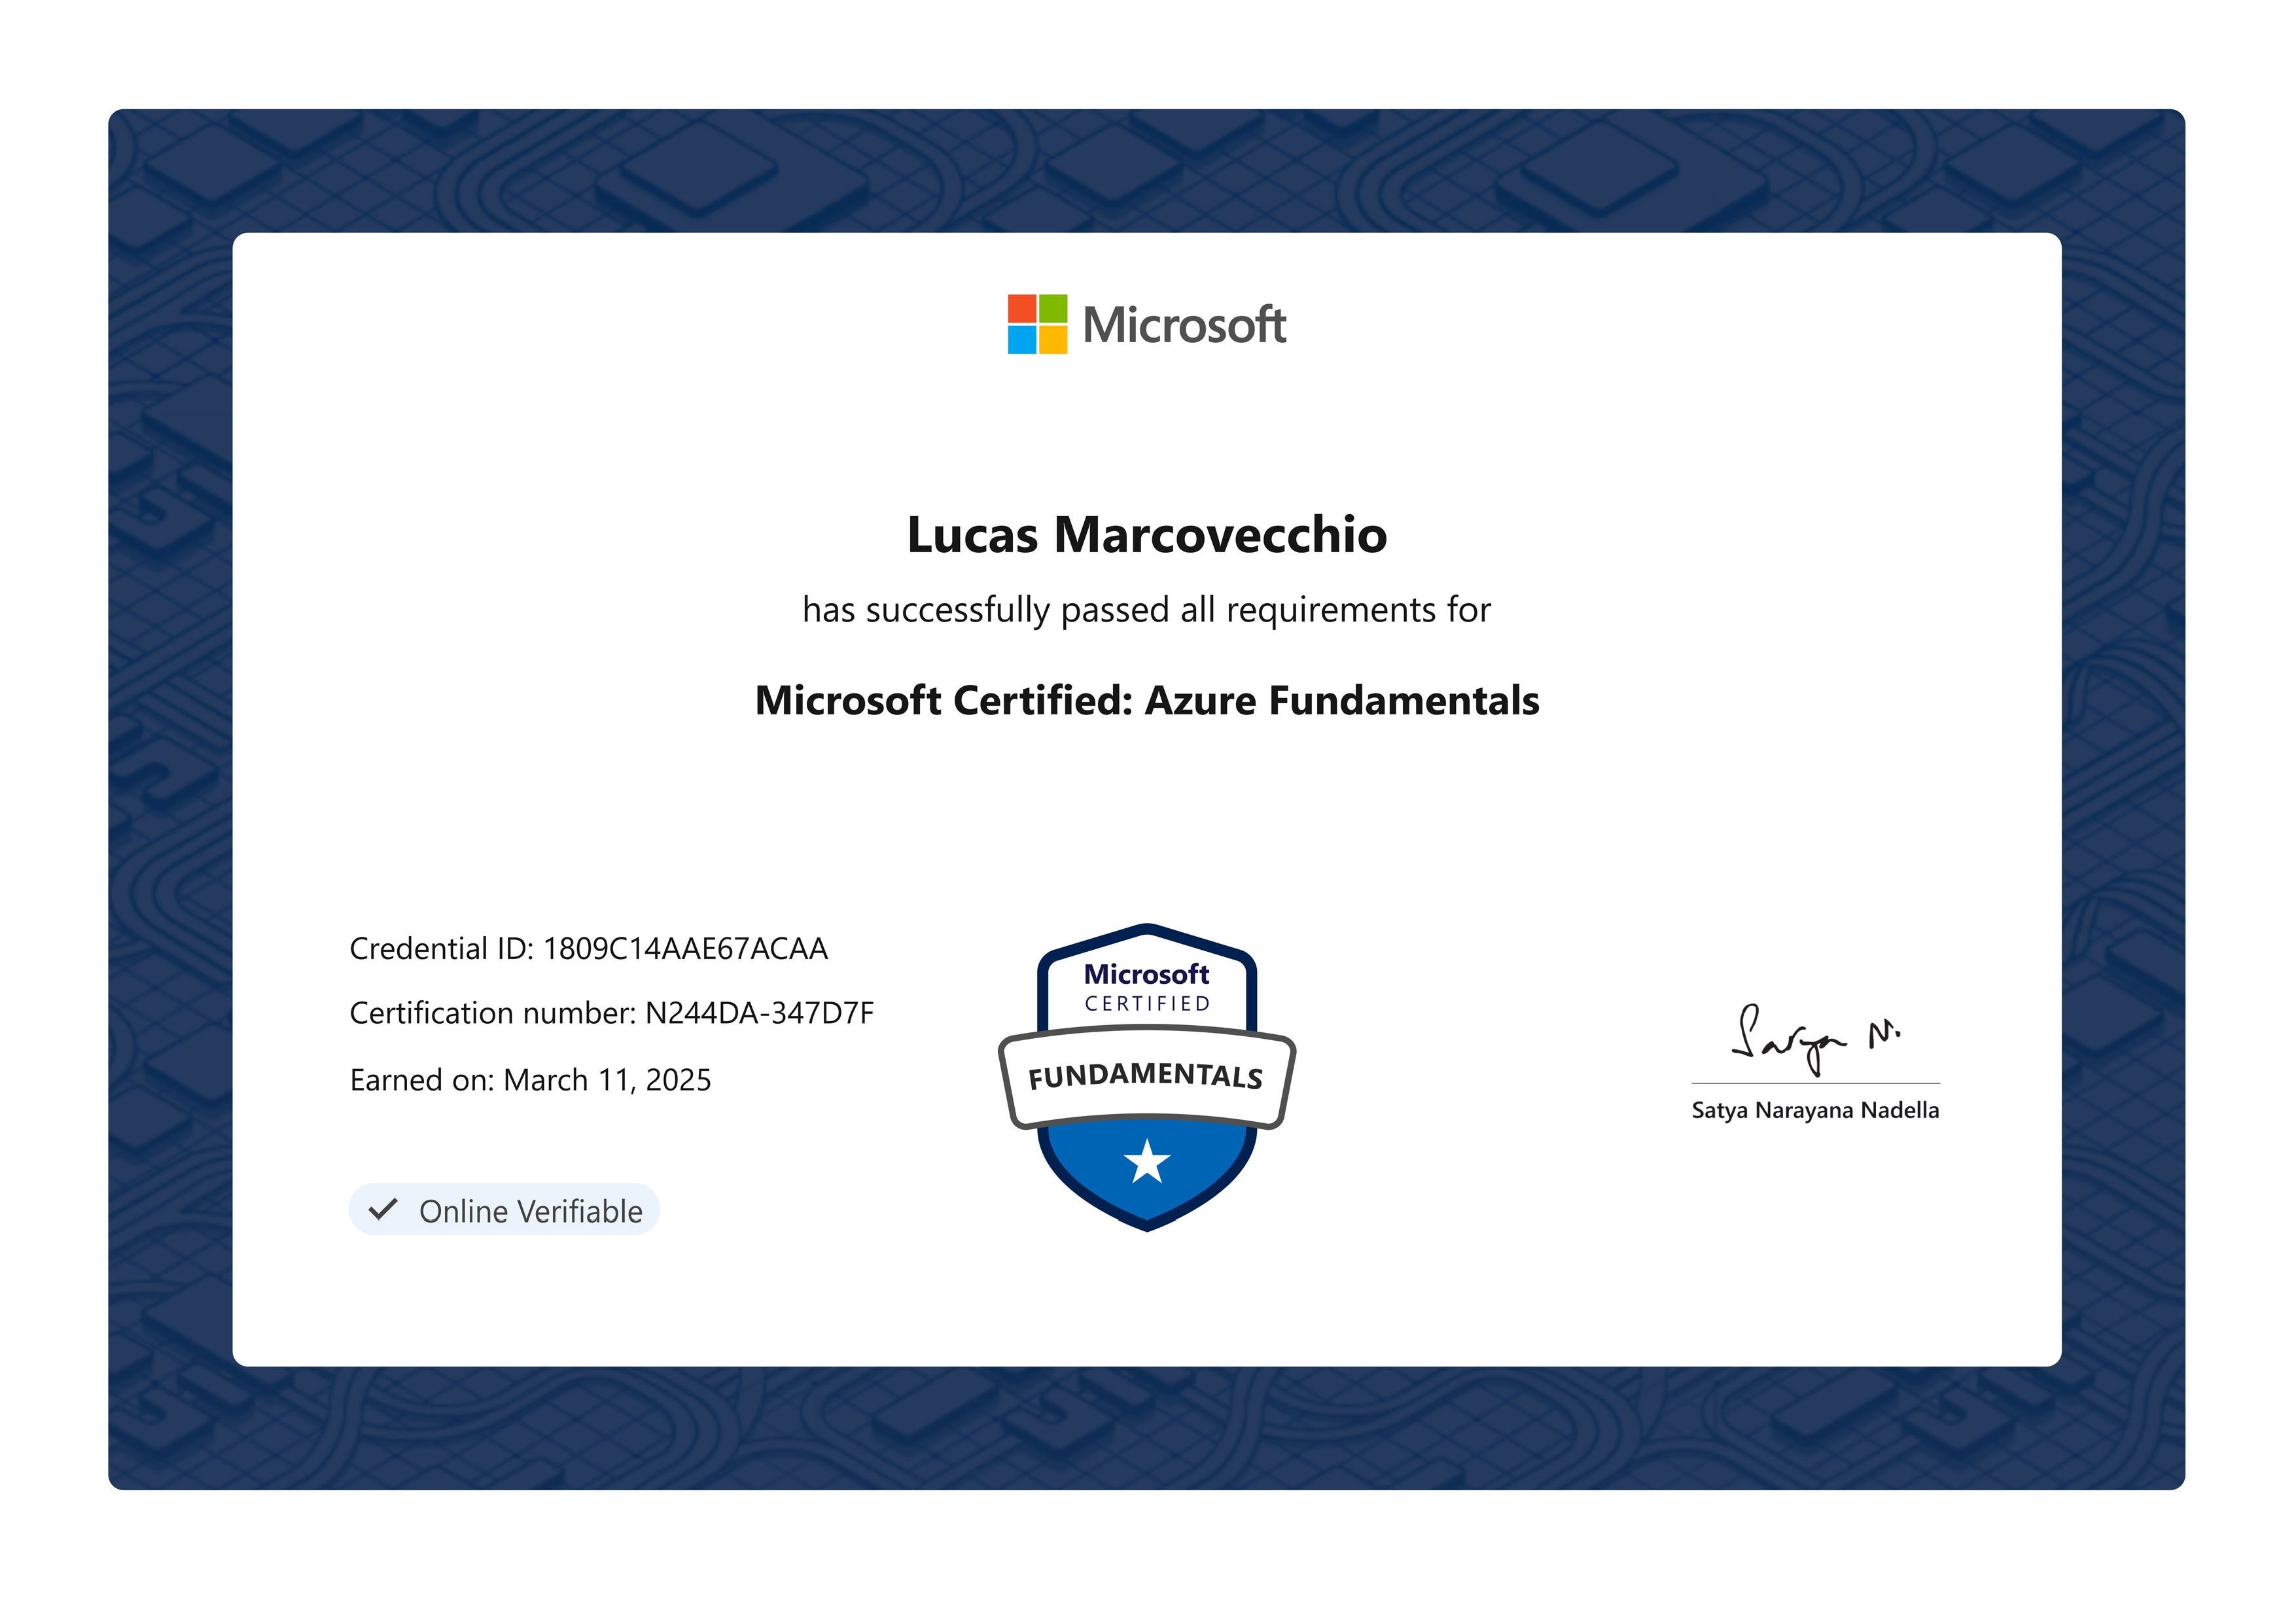 Microsoft
Lucas Marcovecchio
has successfully passed all requirements for
Microsoft Certified: Azure Fundamentals
Credential ID: 1809C14AAE67ACAA
Certification number: N244DA-347D7F
Earned on: March 11, 2025
Online Verifiable
Microsoft
CERTIFIED
FUNDAMENTALS
Satya N.
Satya Narayana Nadella